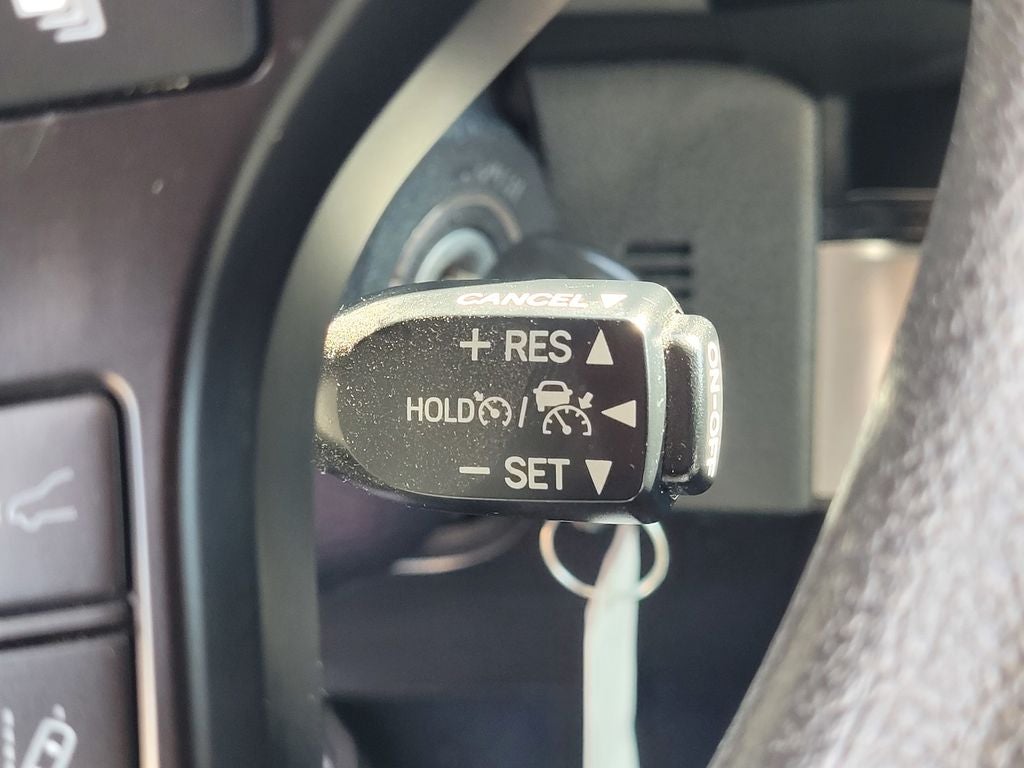 CANCEL ▼
+ RES ▲
HOLD / ◀
− SET ▼
ON-OFF